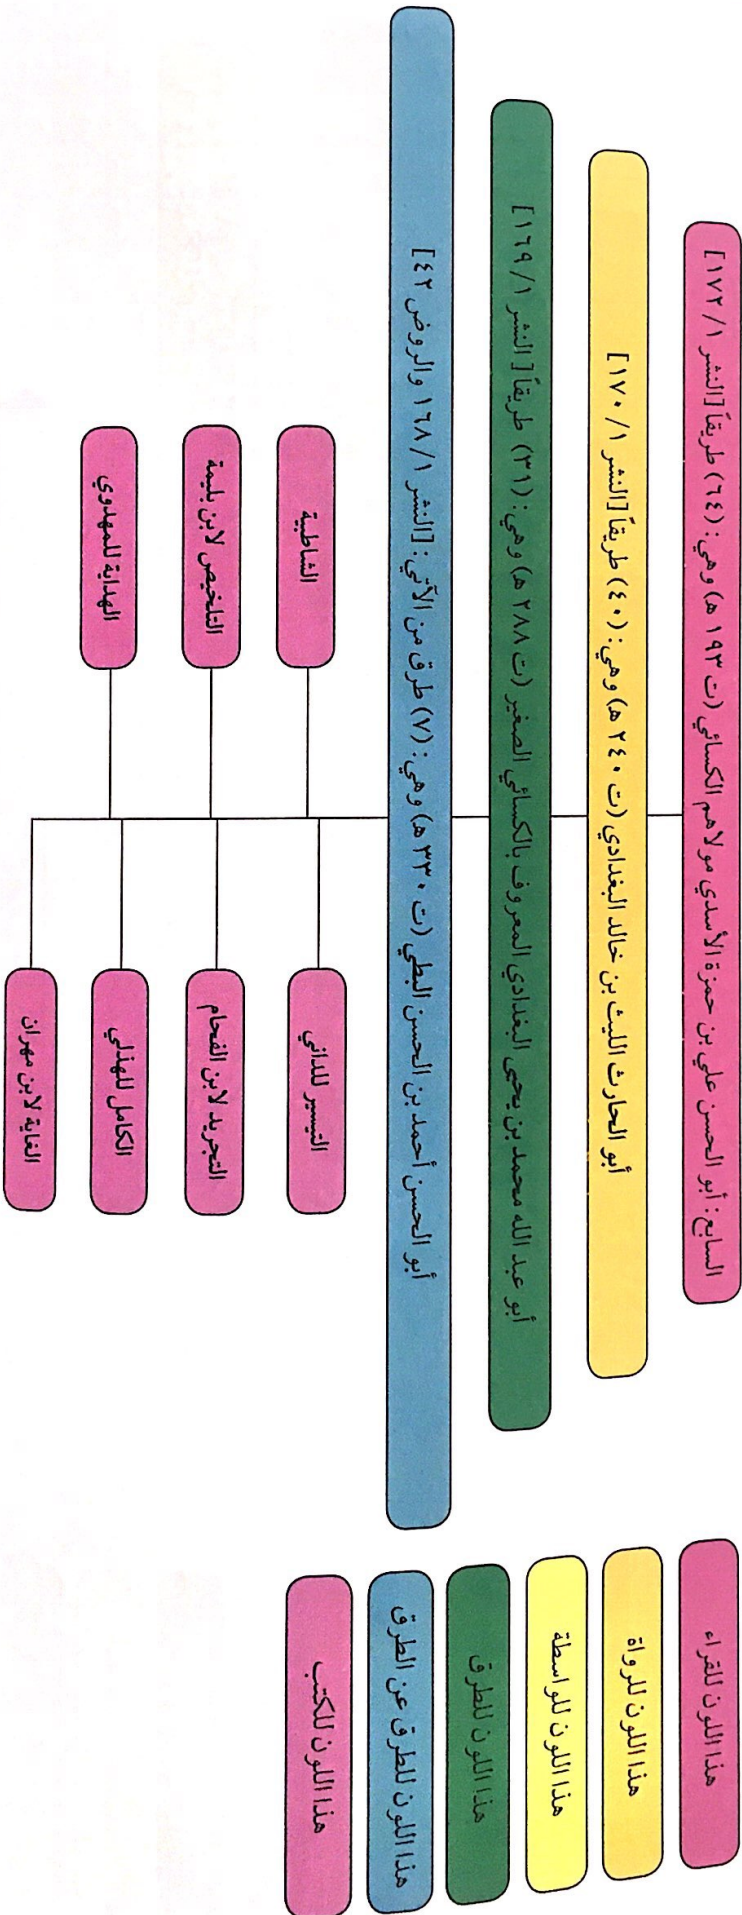 السابع: أبو الحسن علي بن حمزة الأسدي مولاهم الكسائي (ت ١٩٣ هـ) وهي: (٦٤) طريقاً [النشر ١/ ١٧٢]
أبو الحارث الليث بن خالد البغدادي (ت ٢٤٠ هـ) وهي: (٤٠) طريقاً [النشر ١/ ١٧٠]
أبو عبد الله محمد بن يحيى البغدادي المعروف بالكسائي الصغير (ت ٢٨٨ هـ) وهي: (٣١) طريقاً [النشر ١/ ١٦٩]
أبو الحسن أحمد بن الحسن البطي (ت ٣٣٠ هـ) وهي: (٧) طرق من الآتي: [النشر ١/ ١٦٨ والروض ٤٢]
التيسير للداني
الشاطبية
التجريد لابن الفحام
التلخيص لابن بليمة
الكامل للهذلي
الهداية للمهدوي
الغاية لابن مهران
هذا اللون للقراء
هذا اللون للرواة
هذا اللون للواسطة
هذا اللون للطرق
هذا اللون للطرق عن الطرق
هذا اللون للكتب